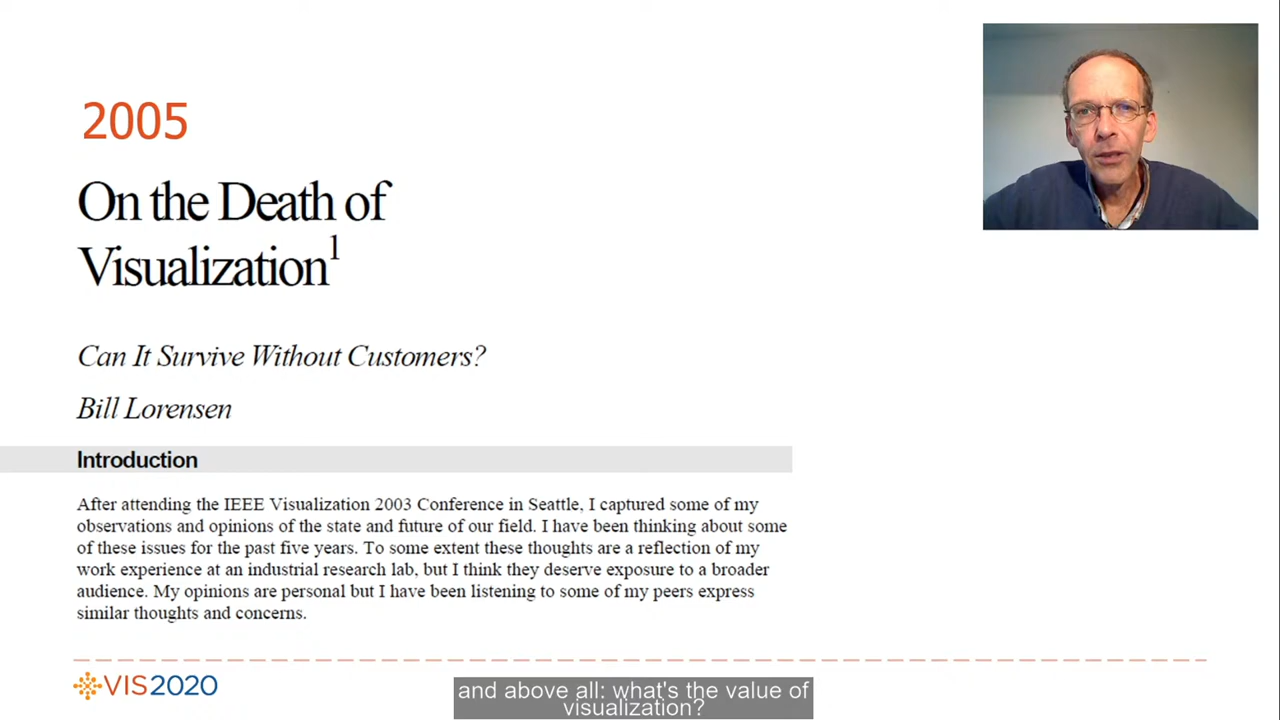 2005
On the Death of
Visualization1
Can It Survive Without Customers?
Bill Lorensen
Introduction
After attending the IEEE Visualization 2003 Conference in Seattle, I captured some of my
observations and opinions of the state and future of our field. I have been thinking about some
of these issues for the past five years. To some extent these thoughts are a reflection of my
work experience at an industrial research lab, but I think they deserve exposure to a broader
audience. My opinions are personal but I have been listening to some of my peers express
similar thoughts and concerns.
VIS2020
and above all: what's the value of
visualization?